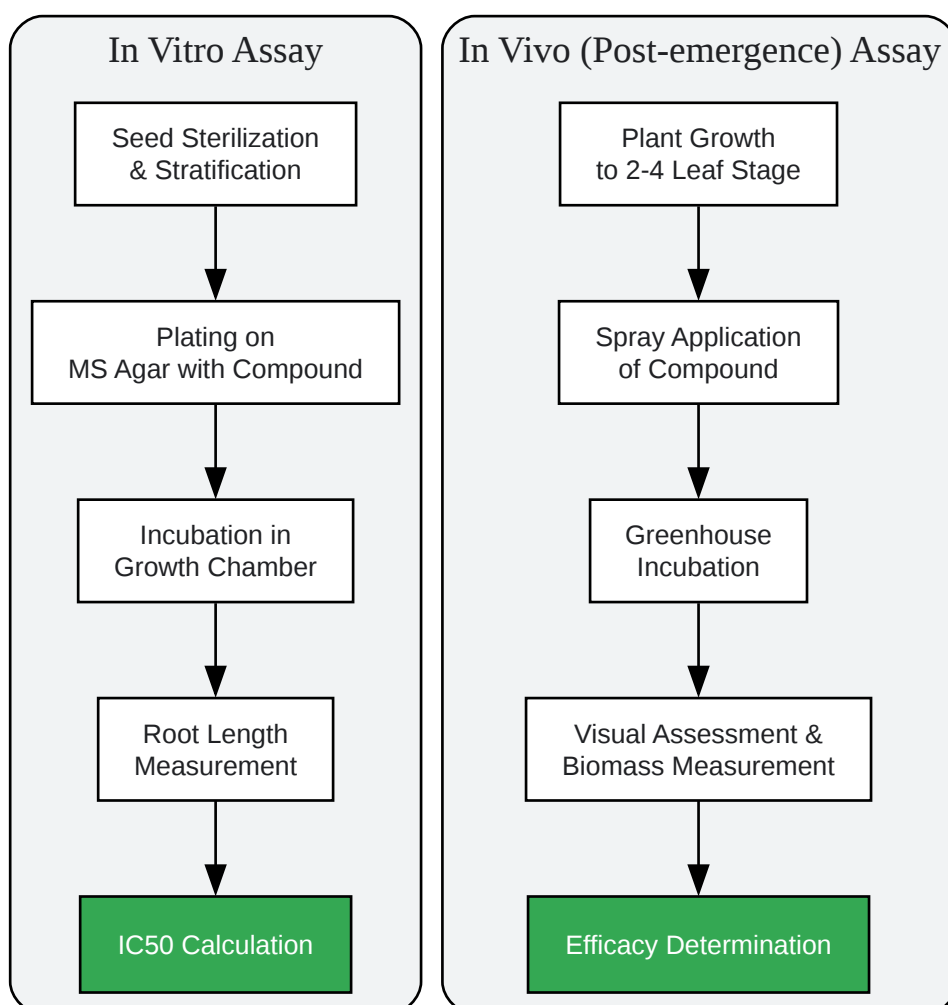 In Vitro Assay
Seed Sterilization
& Stratification
Plating on
MS Agar with Compound
Incubation in
Growth Chamber
Root Length
Measurement
IC50 Calculation
In Vivo (Post-emergence) Assay
Plant Growth
to 2-4 Leaf Stage
Spray Application
of Compound
Greenhouse
Incubation
Visual Assessment &
Biomass Measurement
Efficacy Determination